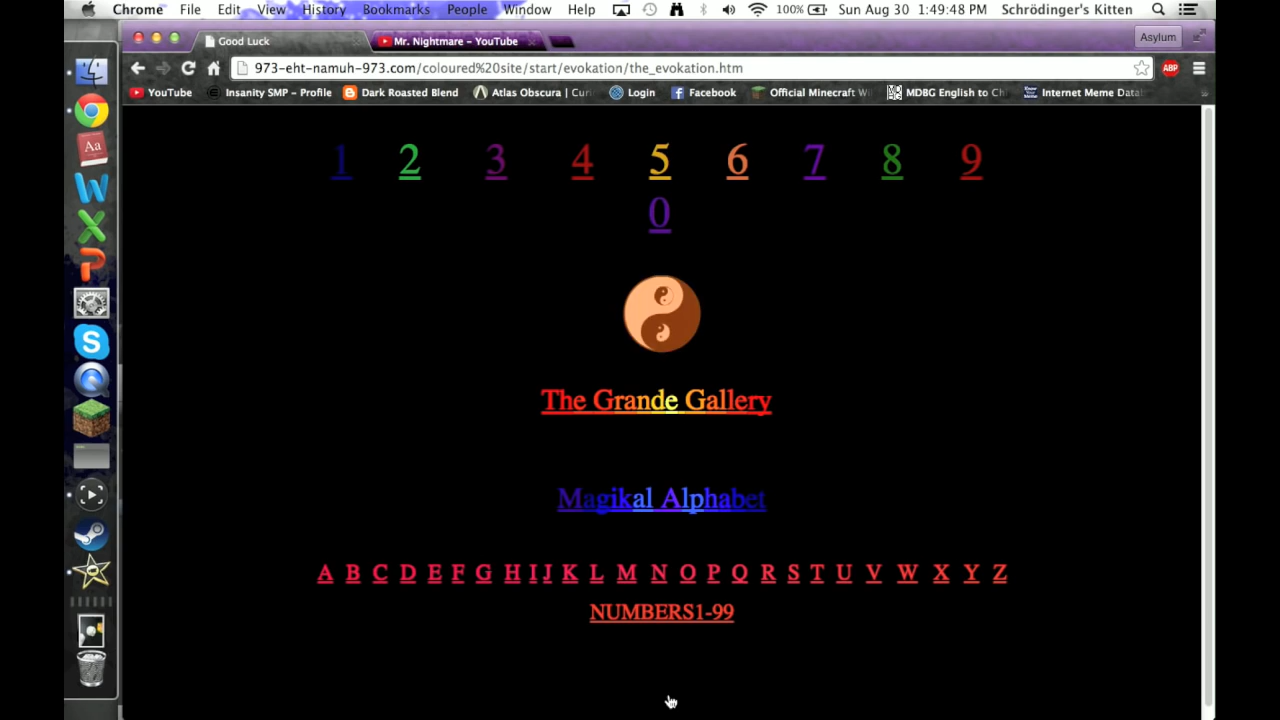 Chrome File Edit View History Bookmarks People Window Help 100% Sun Aug 30 1:49:48 PM Schrödinger's Kitten
Good Luck Mr. Nightmare - YouTube Asylum
973-eht-namuh-973.com/coloured%20site/start/evokation/the_evokation.htm ABP
YouTube Insanity SMP - Profile Dark Roasted Blend Atlas Obscura | Curi Login Facebook Official Minecraft Wi MDBG English to Ch Internet Meme Datab »
1 2 3 4 5 6 7 8 9
0
The Grande Gallery
Magikal Alphabet
A B C D E F G H I J K L M N O P Q R S T U V W X Y Z
NUMBERS1-99